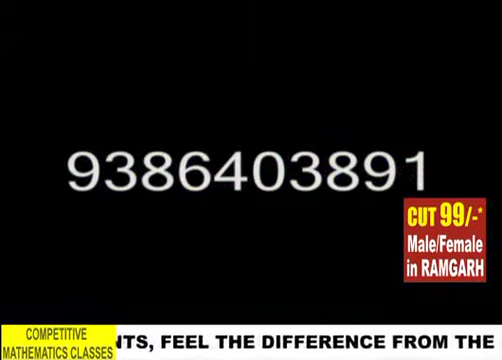 9386403891
CUT 99/-*
Male/Female
in RAMGARH
COMPETITIVE
MATHEMATICS CLASSES
NTS, FEEL THE DIFFERENCE FROM THE